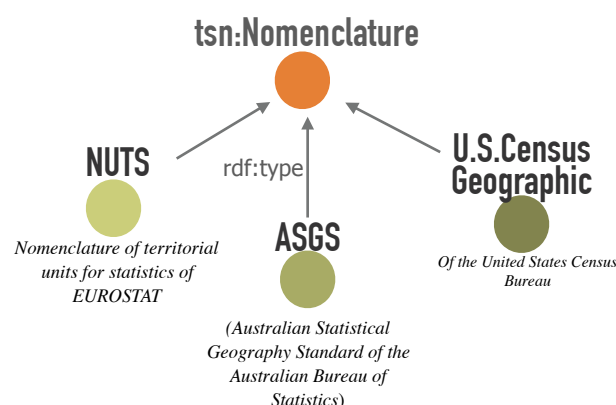 tsn:Nomenclature
NUTS
Nomenclature of territorial
units for statistics of
EUROSTAT
rdf:type
ASGS
(Australian Statistical
Geography Standard of the
Australian Bureau of
Statistics)
U.S.Census
Geographic
Of the United States Census
Bureau